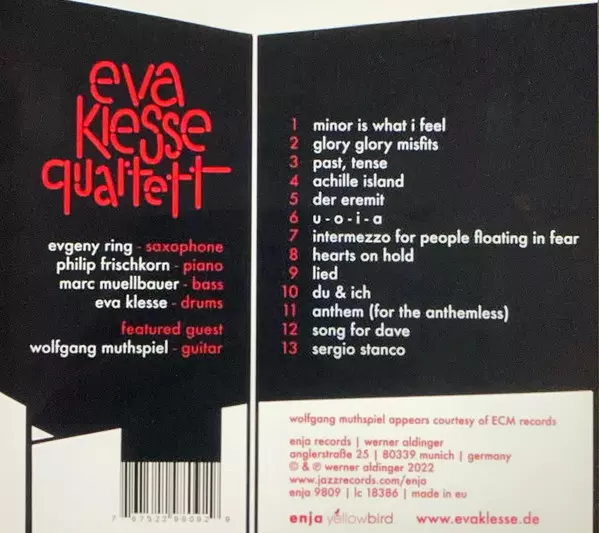 eva
klesse
quartett
evgeny ring - saxophone
philip frischkorn - piano
marc muellbauer - bass
eva klesse - drums
featured guest
wolfgang muthspiel - guitar
1 minor is what i feel
2 glory glory misfits
3 past, tense
4 achille island
5 der eremit
6 u - o - i - a
7 intermezzo for people floating in fear
8 hearts on hold
9 lied
10 du & ich
11 anthem (for the anthemless)
12 song for dave
13 sergio stanco
wolfgang muthspiel appears courtesy of ECM records
enja records | werner aldinger
anglerstraße 25 | 80339 munich | germany
© & ℗ werner aldinger 2022
www.jazzrecords.com/enja
enja 9809 | lc 18386 | made in eu
enja yellowbird www.evaklesse.de